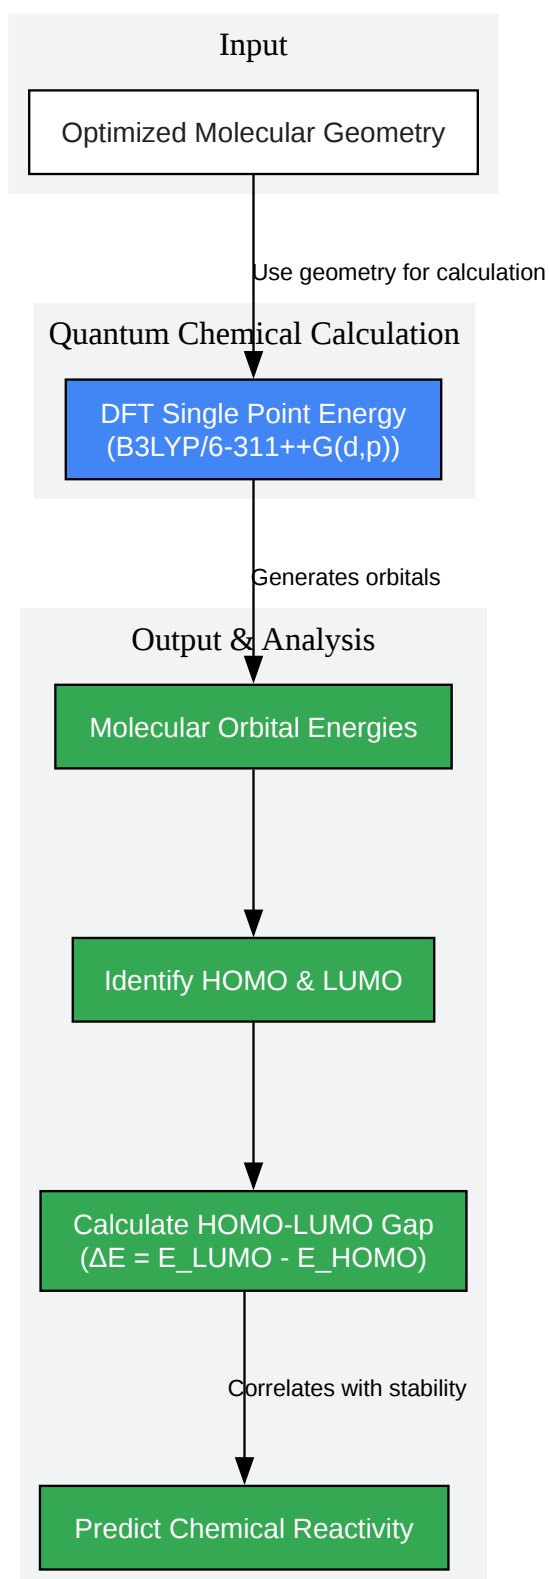 Input
Optimized Molecular Geometry
Use geometry for calculation
Quantum Chemical Calculation
DFT Single Point Energy
(B3LYP/6-311++G(d,p))
Generates orbitals
Output & Analysis
Molecular Orbital Energies
Identify HOMO & LUMO
Calculate HOMO-LUMO Gap
(ΔE = E_LUMO - E_HOMO)
Correlates with stability
Predict Chemical Reactivity